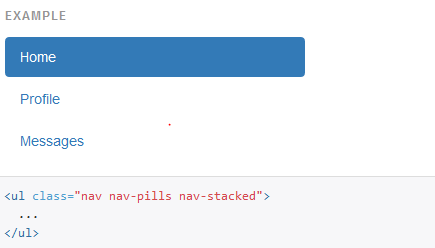 EXAMPLE
Home
Profile
Messages
<ul class="nav nav-pills nav-stacked">
...
</ul>